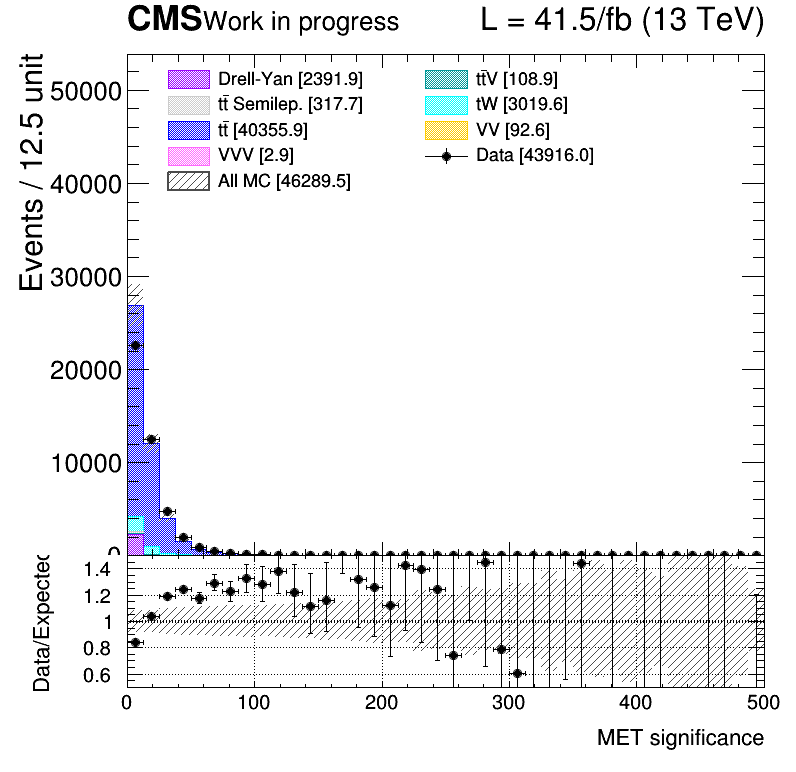 CMS Work in progress L = 41.5/fb (13 TeV)
Events / 12.5 unit
50000
40000
30000
20000
10000
0
Drell-Yan [2391.9]
tt̄ Semilep. [317.7]
tt̄ [40355.9]
VVV [2.9]
All MC [46289.5]
tt̄V [108.9]
tW [3019.6]
VV [92.6]
Data [43916.0]
Data/Expected
1.4
1.2
1
0.8
0.6
0 100 200 300 400 500
MET significance